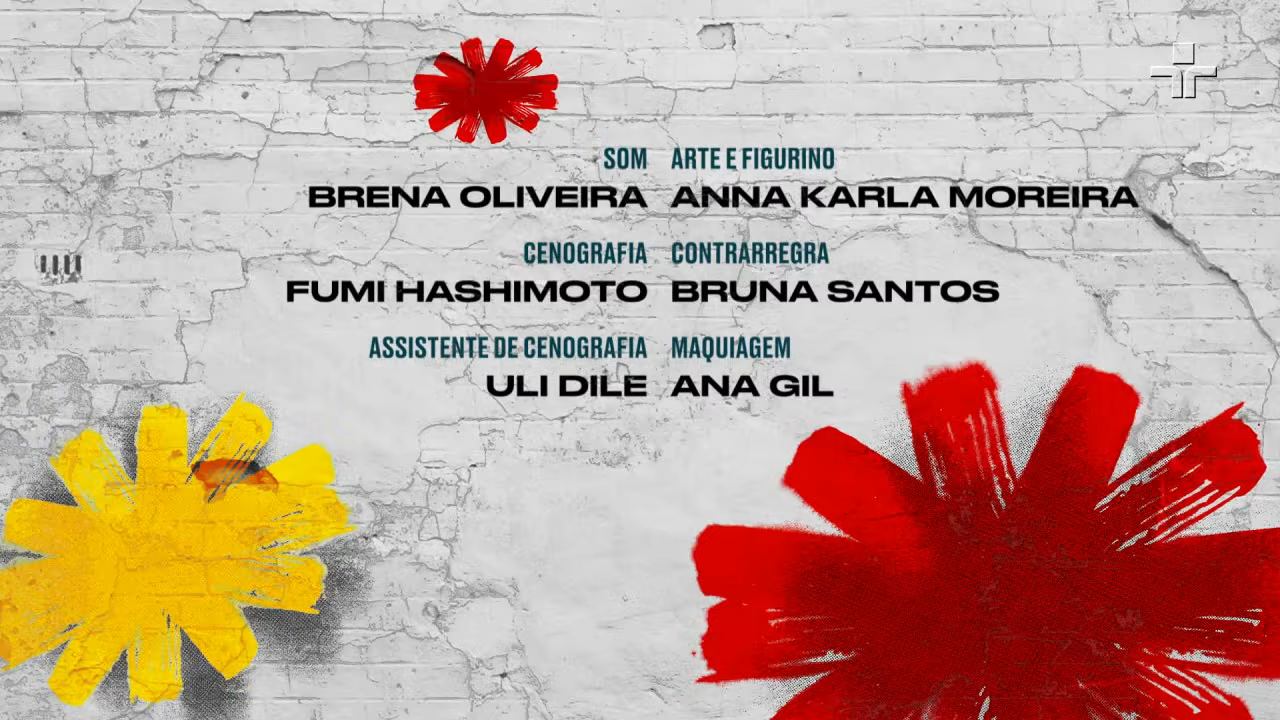 SOM
BRENA OLIVEIRA
ARTE E FIGURINO
ANNA KARLA MOREIRA
CENOGRAFIA
FUMI HASHIMOTO
CONTRARREGRA
BRUNA SANTOS
ASSISTENTE DE CENOGRAFIA
ULI DILE
MAQUIAGEM
ANA GIL